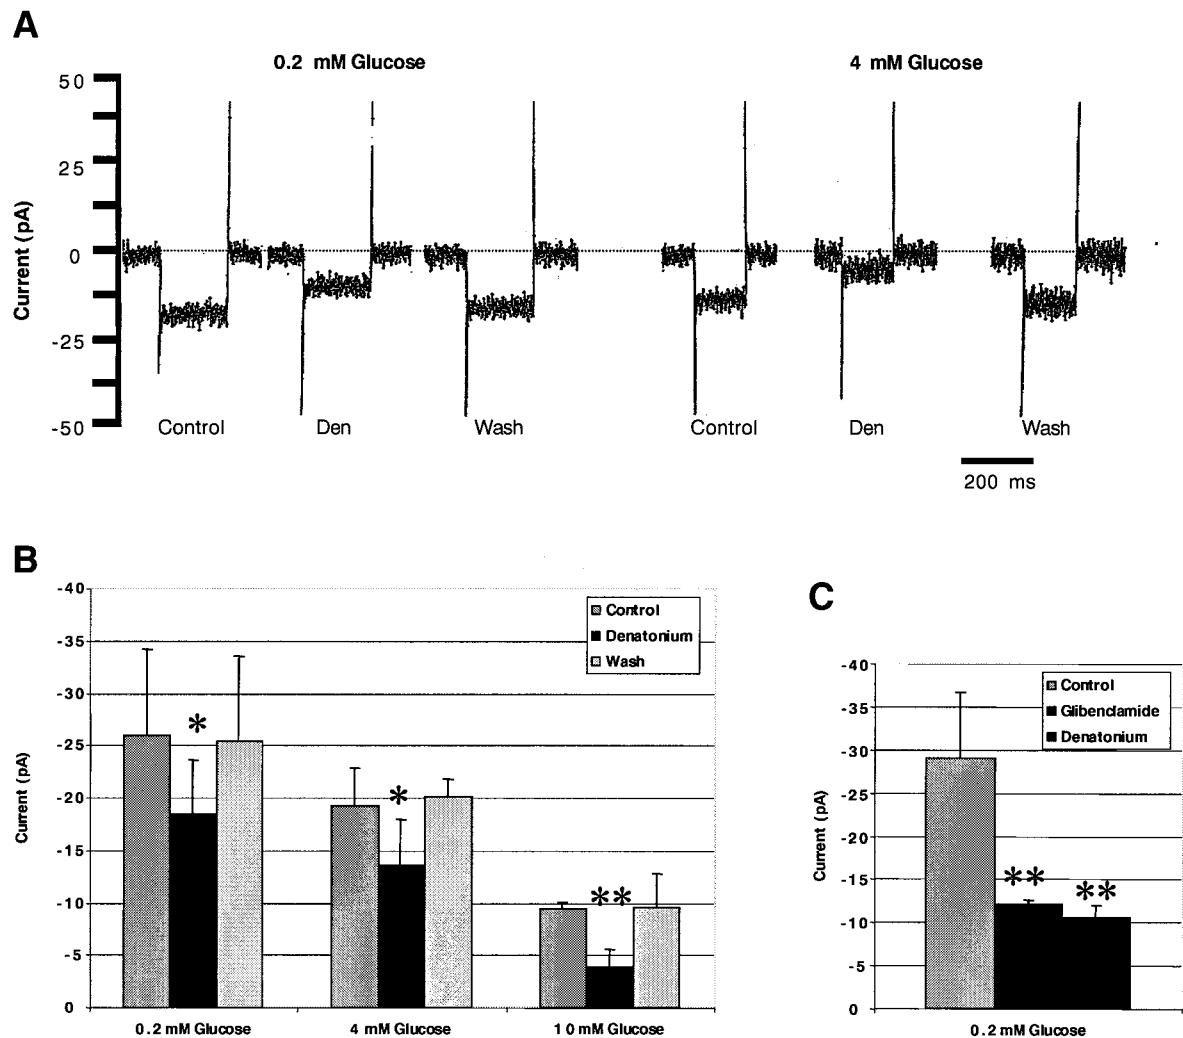 A
0.2 mM Glucose
4 mM Glucose
Current (pA)
50
25
0
-25
-50
Control
Den
Wash
Control
Den
Wash
200 ms
B
Current (pA)
-40
-35
-30
-25
-20
-15
-10
-5
0
Control
Denatonium
Wash
*
*
**
0.2 mM Glucose
4 mM Glucose
10 mM Glucose
C
Current (pA)
-40
-35
-30
-25
-20
-15
-10
-5
0
Control
Glibenclamide
Denatonium
**
**
0.2 mM Glucose